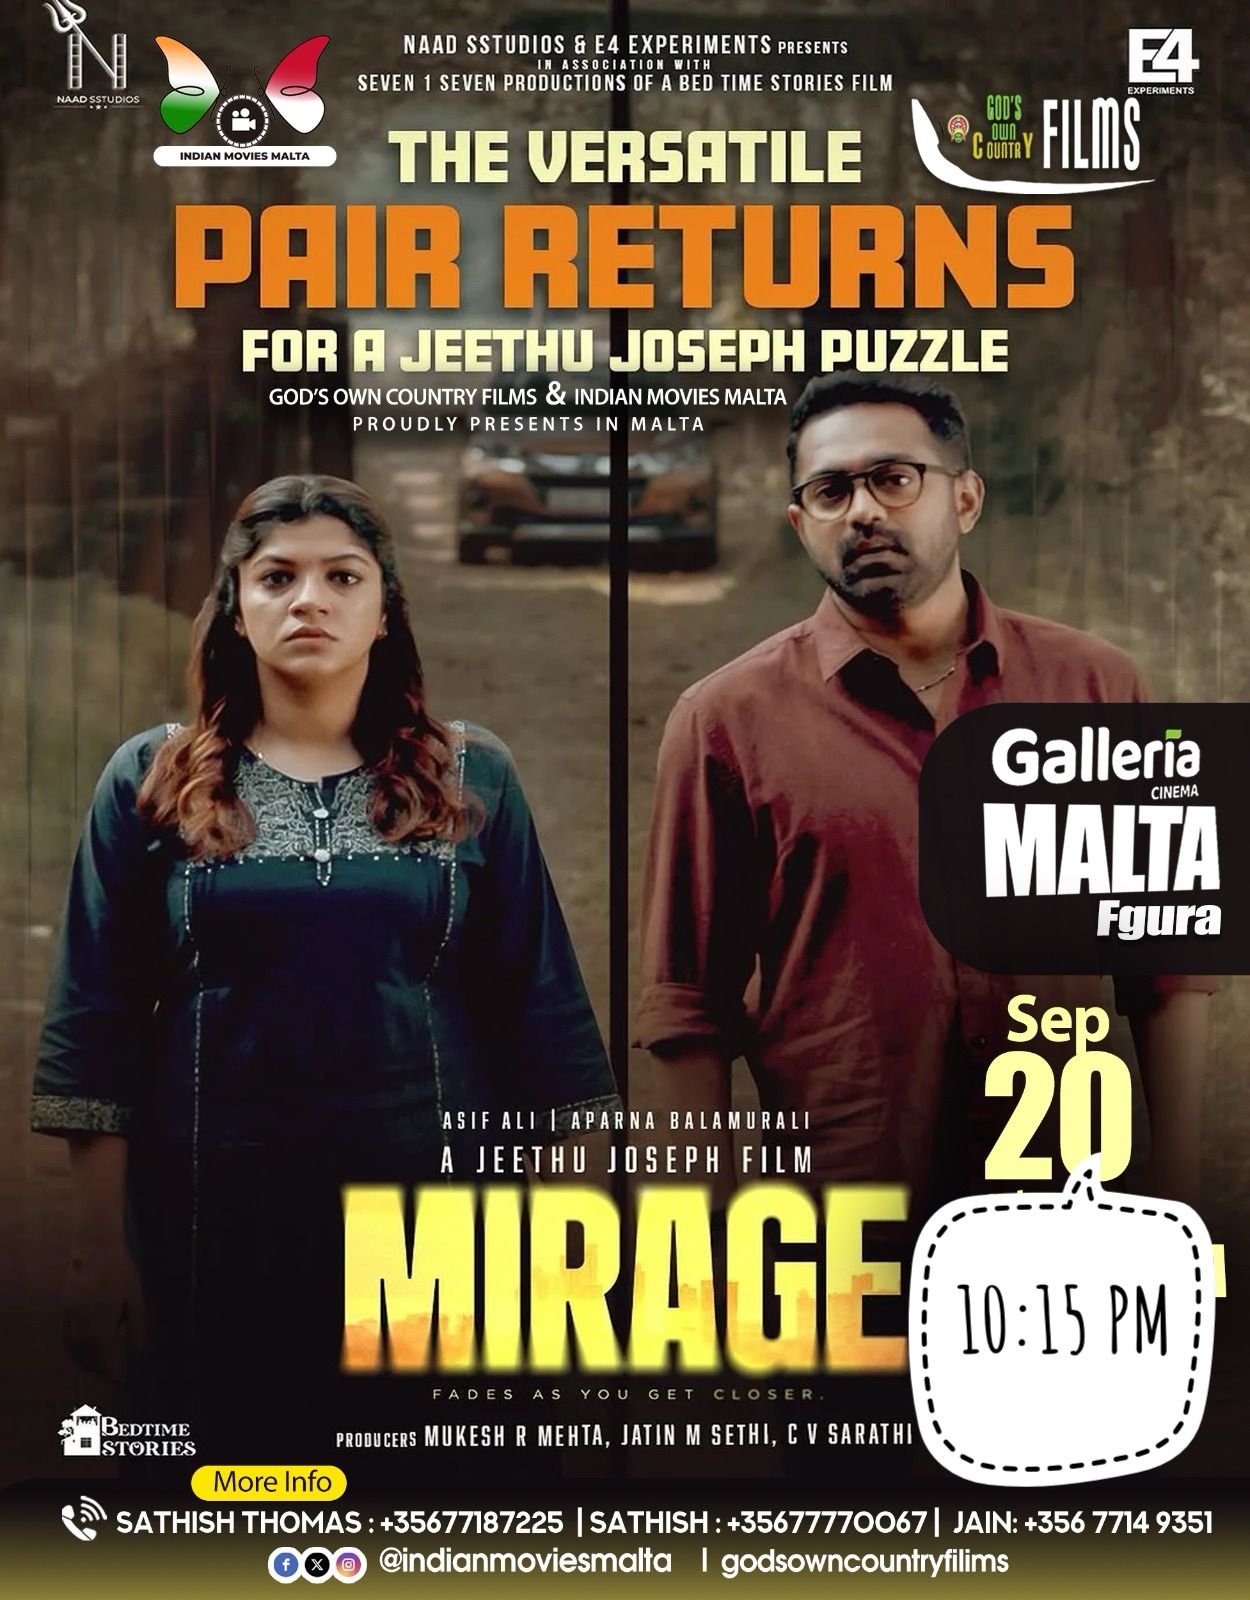 NAAD SSTUDIOS
INDIAN MOVIES MALTA
NAAD SSTUDIOS & E4 EXPERIMENTS PRESENTS
IN ASSOCIATION WITH
SEVEN 1 SEVEN PRODUCTIONS OF A BED TIME STORIES FILM
E4
EXPERIMENTS
GOD'S
OWN
COUNTRY
FILMS
THE VERSATILE
PAIR RETURNS
FOR A JEETHU JOSEPH PUZZLE
GOD'S OWN COUNTRY FILMS & INDIAN MOVIES MALTA
PROUDLY PRESENTS IN MALTA
Galleria
CINEMA
MALTA
Fgura
Sep
20
10:15 PM
ASIF ALI | APARNA BALAMURALI
A JEETHU JOSEPH FILM
MIRAGE
FADES AS YOU GET CLOSER.
PRODUCERS MUKESH R MEHTA, JATIN M SETHI, C V SARATHI
BEDTIME
STORIES
More Info
SATHISH THOMAS : +35677187225 | SATHISH : +35677770067 | JAIN: +356 7714 9351
@indianmoviesmalta | godsowncountryfilims